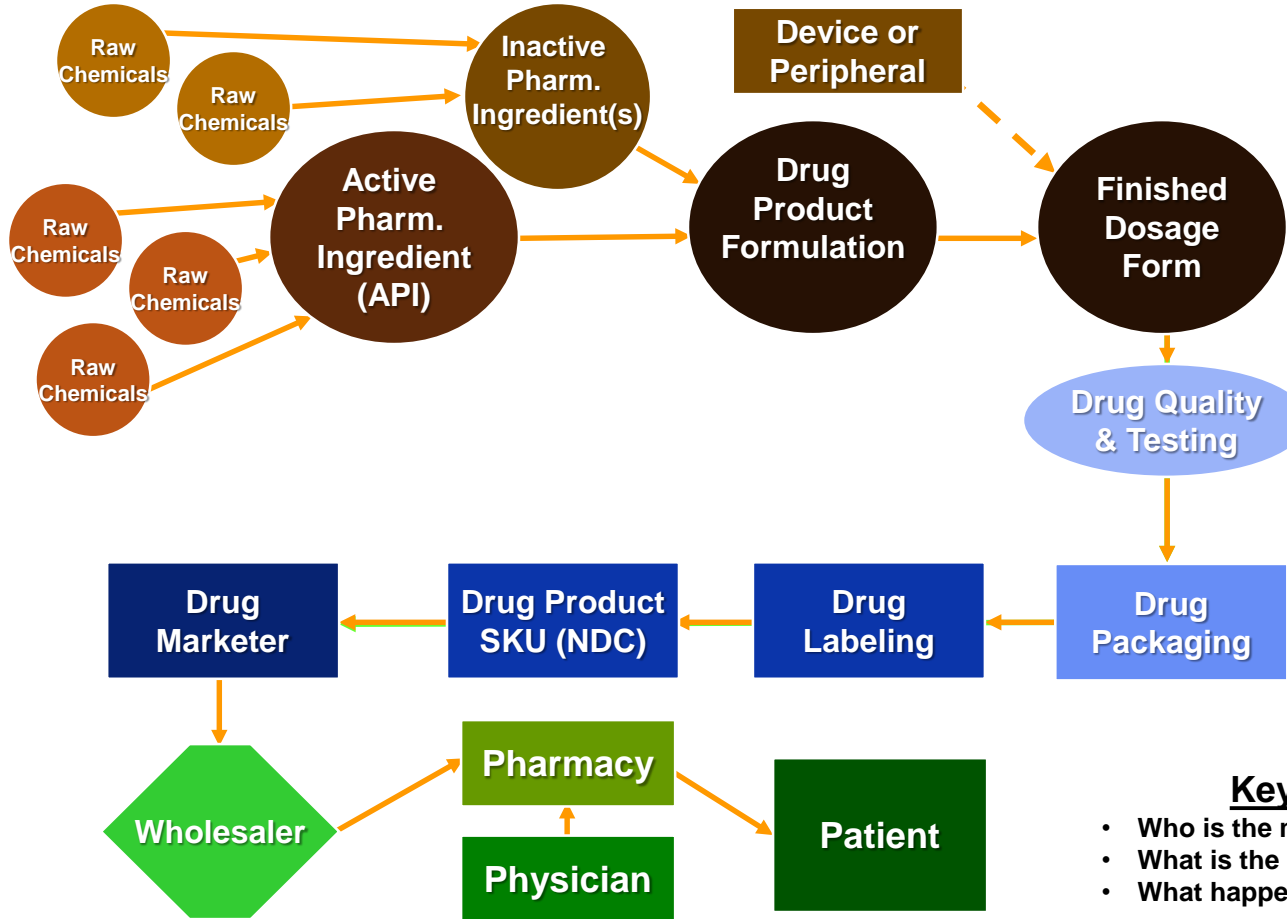 Raw
Chemicals
Raw
Chemicals
Inactive
Pharm.
Ingredient(s)
Device or
Peripheral
Raw
Chemicals
Raw
Chemicals
Raw
Chemicals
Active
Pharm.
Ingredient
(API)
Drug
Product
Formulation
Finished
Dosage
Form
Drug Quality
& Testing
Drug
Marketer
Drug Product
SKU (NDC)
Drug
Labeling
Drug
Packaging
Wholesaler
Pharmacy
Physician
Patient
Key
• Who is the
• What is the
• What happe